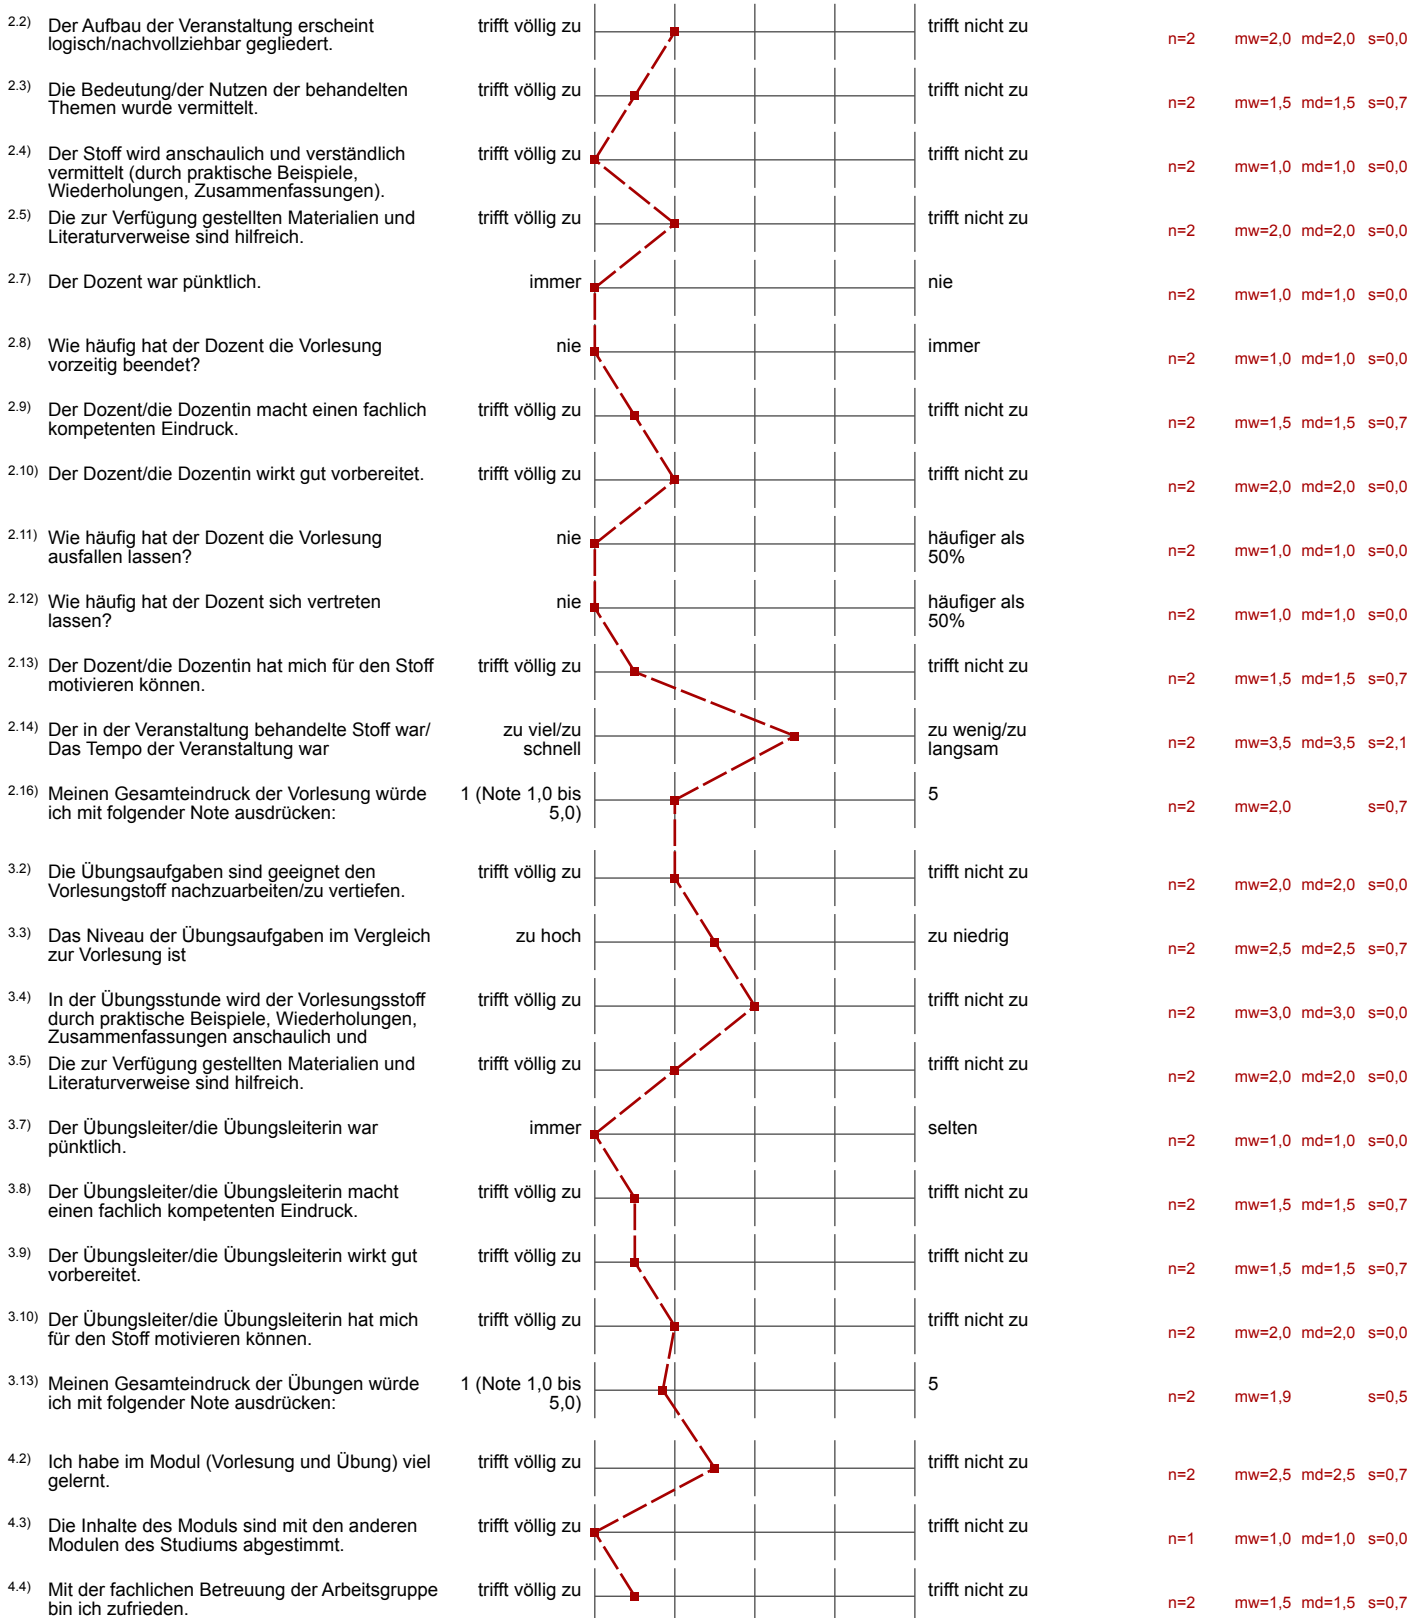 2.2) Der Aufbau der Veranstaltung erscheint trifft völlig zu trifft nicht zu
logisch/nachvollziehbar gegliedert. n=2 mw=2,0 md=2,0 s=0,0
2.3) Die Bedeutung/der Nutzen der behandelten trifft völlig zu trifft nicht zu
Themen wurde vermittelt. n=2 mw=1,5 md=1,5 s=0,7
2.4) Der Stoff wird anschaulich und verständlich trifft völlig zu trifft nicht zu
vermittelt (durch praktische Beispiele, n=2 mw=1,0 md=1,0 s=0,0
Wiederholungen, Zusammenfassungen).
2.5) Die zur Verfügung gestellten Materialien und trifft völlig zu trifft nicht zu
Literaturverweise sind hilfreich. n=2 mw=2,0 md=2,0 s=0,0
2.7) Der Dozent war pünktlich. immer nie
n=2 mw=1,0 md=1,0 s=0,0
2.8) Wie häufig hat der Dozent die Vorlesung nie immer
vorzeitig beendet? n=2 mw=1,0 md=1,0 s=0,0
2.9) Der Dozent/die Dozentin macht einen fachlich trifft völlig zu trifft nicht zu
kompetenten Eindruck. n=2 mw=1,5 md=1,5 s=0,7
2.10) Der Dozent/die Dozentin wirkt gut vorbereitet. trifft völlig zu trifft nicht zu
n=2 mw=2,0 md=2,0 s=0,0
2.11) Wie häufig hat der Dozent die Vorlesung nie häufiger als
ausfallen lassen? 50% n=2 mw=1,0 md=1,0 s=0,0
2.12) Wie häufig hat der Dozent sich vertreten nie häufiger als
lassen? 50% n=2 mw=1,0 md=1,0 s=0,0
2.13) Der Dozent/die Dozentin hat mich für den Stoff trifft völlig zu trifft nicht zu
motivieren können. n=2 mw=1,5 md=1,5 s=0,7
2.14) Der in der Veranstaltung behandelte Stoff war/ zu viel/zu zu wenig/zu
Das Tempo der Veranstaltung war schnell langsam n=2 mw=3,5 md=3,5 s=2,1
2.16) Meinen Gesamteindruck der Vorlesung würde 1 (Note 1,0 bis 5
ich mit folgender Note ausdrücken: 5,0) n=2 mw=2,0 s=0,7
3.2) Die Übungsaufgaben sind geeignet den trifft völlig zu trifft nicht zu
Vorlesungstoff nachzuarbeiten/zu vertiefen. n=2 mw=2,0 md=2,0 s=0,0
3.3) Das Niveau der Übungsaufgaben im Vergleich zu hoch zu niedrig
zur Vorlesung ist n=2 mw=2,5 md=2,5 s=0,7
3.4) In der Übungsstunde wird der Vorlesungsstoff trifft völlig zu trifft nicht zu
durch praktische Beispiele, Wiederholungen, n=2 mw=3,0 md=3,0 s=0,0
Zusammenfassungen anschaulich und
3.5) Die zur Verfügung gestellten Materialien und trifft völlig zu trifft nicht zu
Literaturverweise sind hilfreich. n=2 mw=2,0 md=2,0 s=0,0
3.7) Der Übungsleiter/die Übungsleiterin war immer selten
pünktlich. n=2 mw=1,0 md=1,0 s=0,0
3.8) Der Übungsleiter/die Übungsleiterin macht trifft völlig zu trifft nicht zu
einen fachlich kompetenten Eindruck. n=2 mw=1,5 md=1,5 s=0,7
3.9) Der Übungsleiter/die Übungsleiterin wirkt gut trifft völlig zu trifft nicht zu
vorbereitet. n=2 mw=1,5 md=1,5 s=0,7
3.10) Der Übungsleiter/die Übungsleiterin hat mich trifft völlig zu trifft nicht zu
für den Stoff motivieren können. n=2 mw=2,0 md=2,0 s=0,0
3.13) Meinen Gesamteindruck der Übungen würde 1 (Note 1,0 bis 5
ich mit folgender Note ausdrücken: 5,0) n=2 mw=1,9 s=0,5
4.2) Ich habe im Modul (Vorlesung und Übung) viel trifft völlig zu trifft nicht zu
gelernt. n=2 mw=2,5 md=2,5 s=0,7
4.3) Die Inhalte des Moduls sind mit den anderen trifft völlig zu trifft nicht zu
Modulen des Studiums abgestimmt. n=1 mw=1,0 md=1,0 s=0,0
4.4) Mit der fachlichen Betreuung der Arbeitsgruppe trifft völlig zu trifft nicht zu
bin ich zufrieden. n=2 mw=1,5 md=1,5 s=0,7